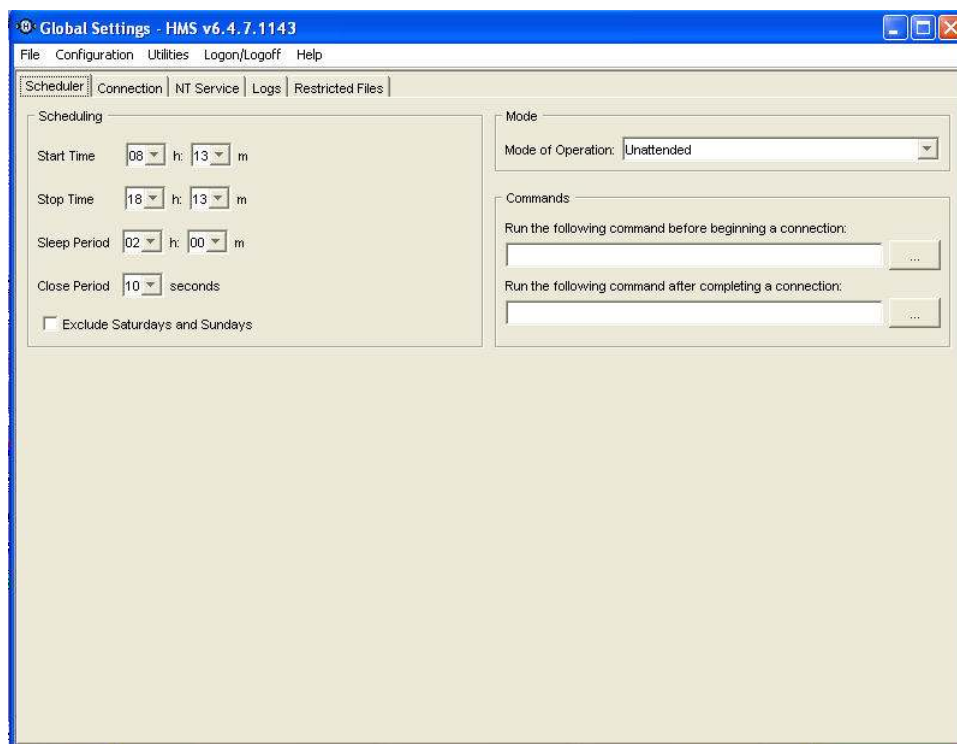 Global Settings - HMS v6.4.7.1143
File Configuration Utilities Logon/Logoff Help
Scheduler Connection NT Service Logs Restricted Files
Scheduling
Start Time 08 h: 13 m
Stop Time 18 h: 13 m
Sleep Period 02 h: 00 m
Close Period 10 seconds
Exclude Saturdays and Sundays
Mode
Mode of Operation: Unattended
Commands
Run the following command before beginning a connection:
...
Run the following command after completing a connection:
...